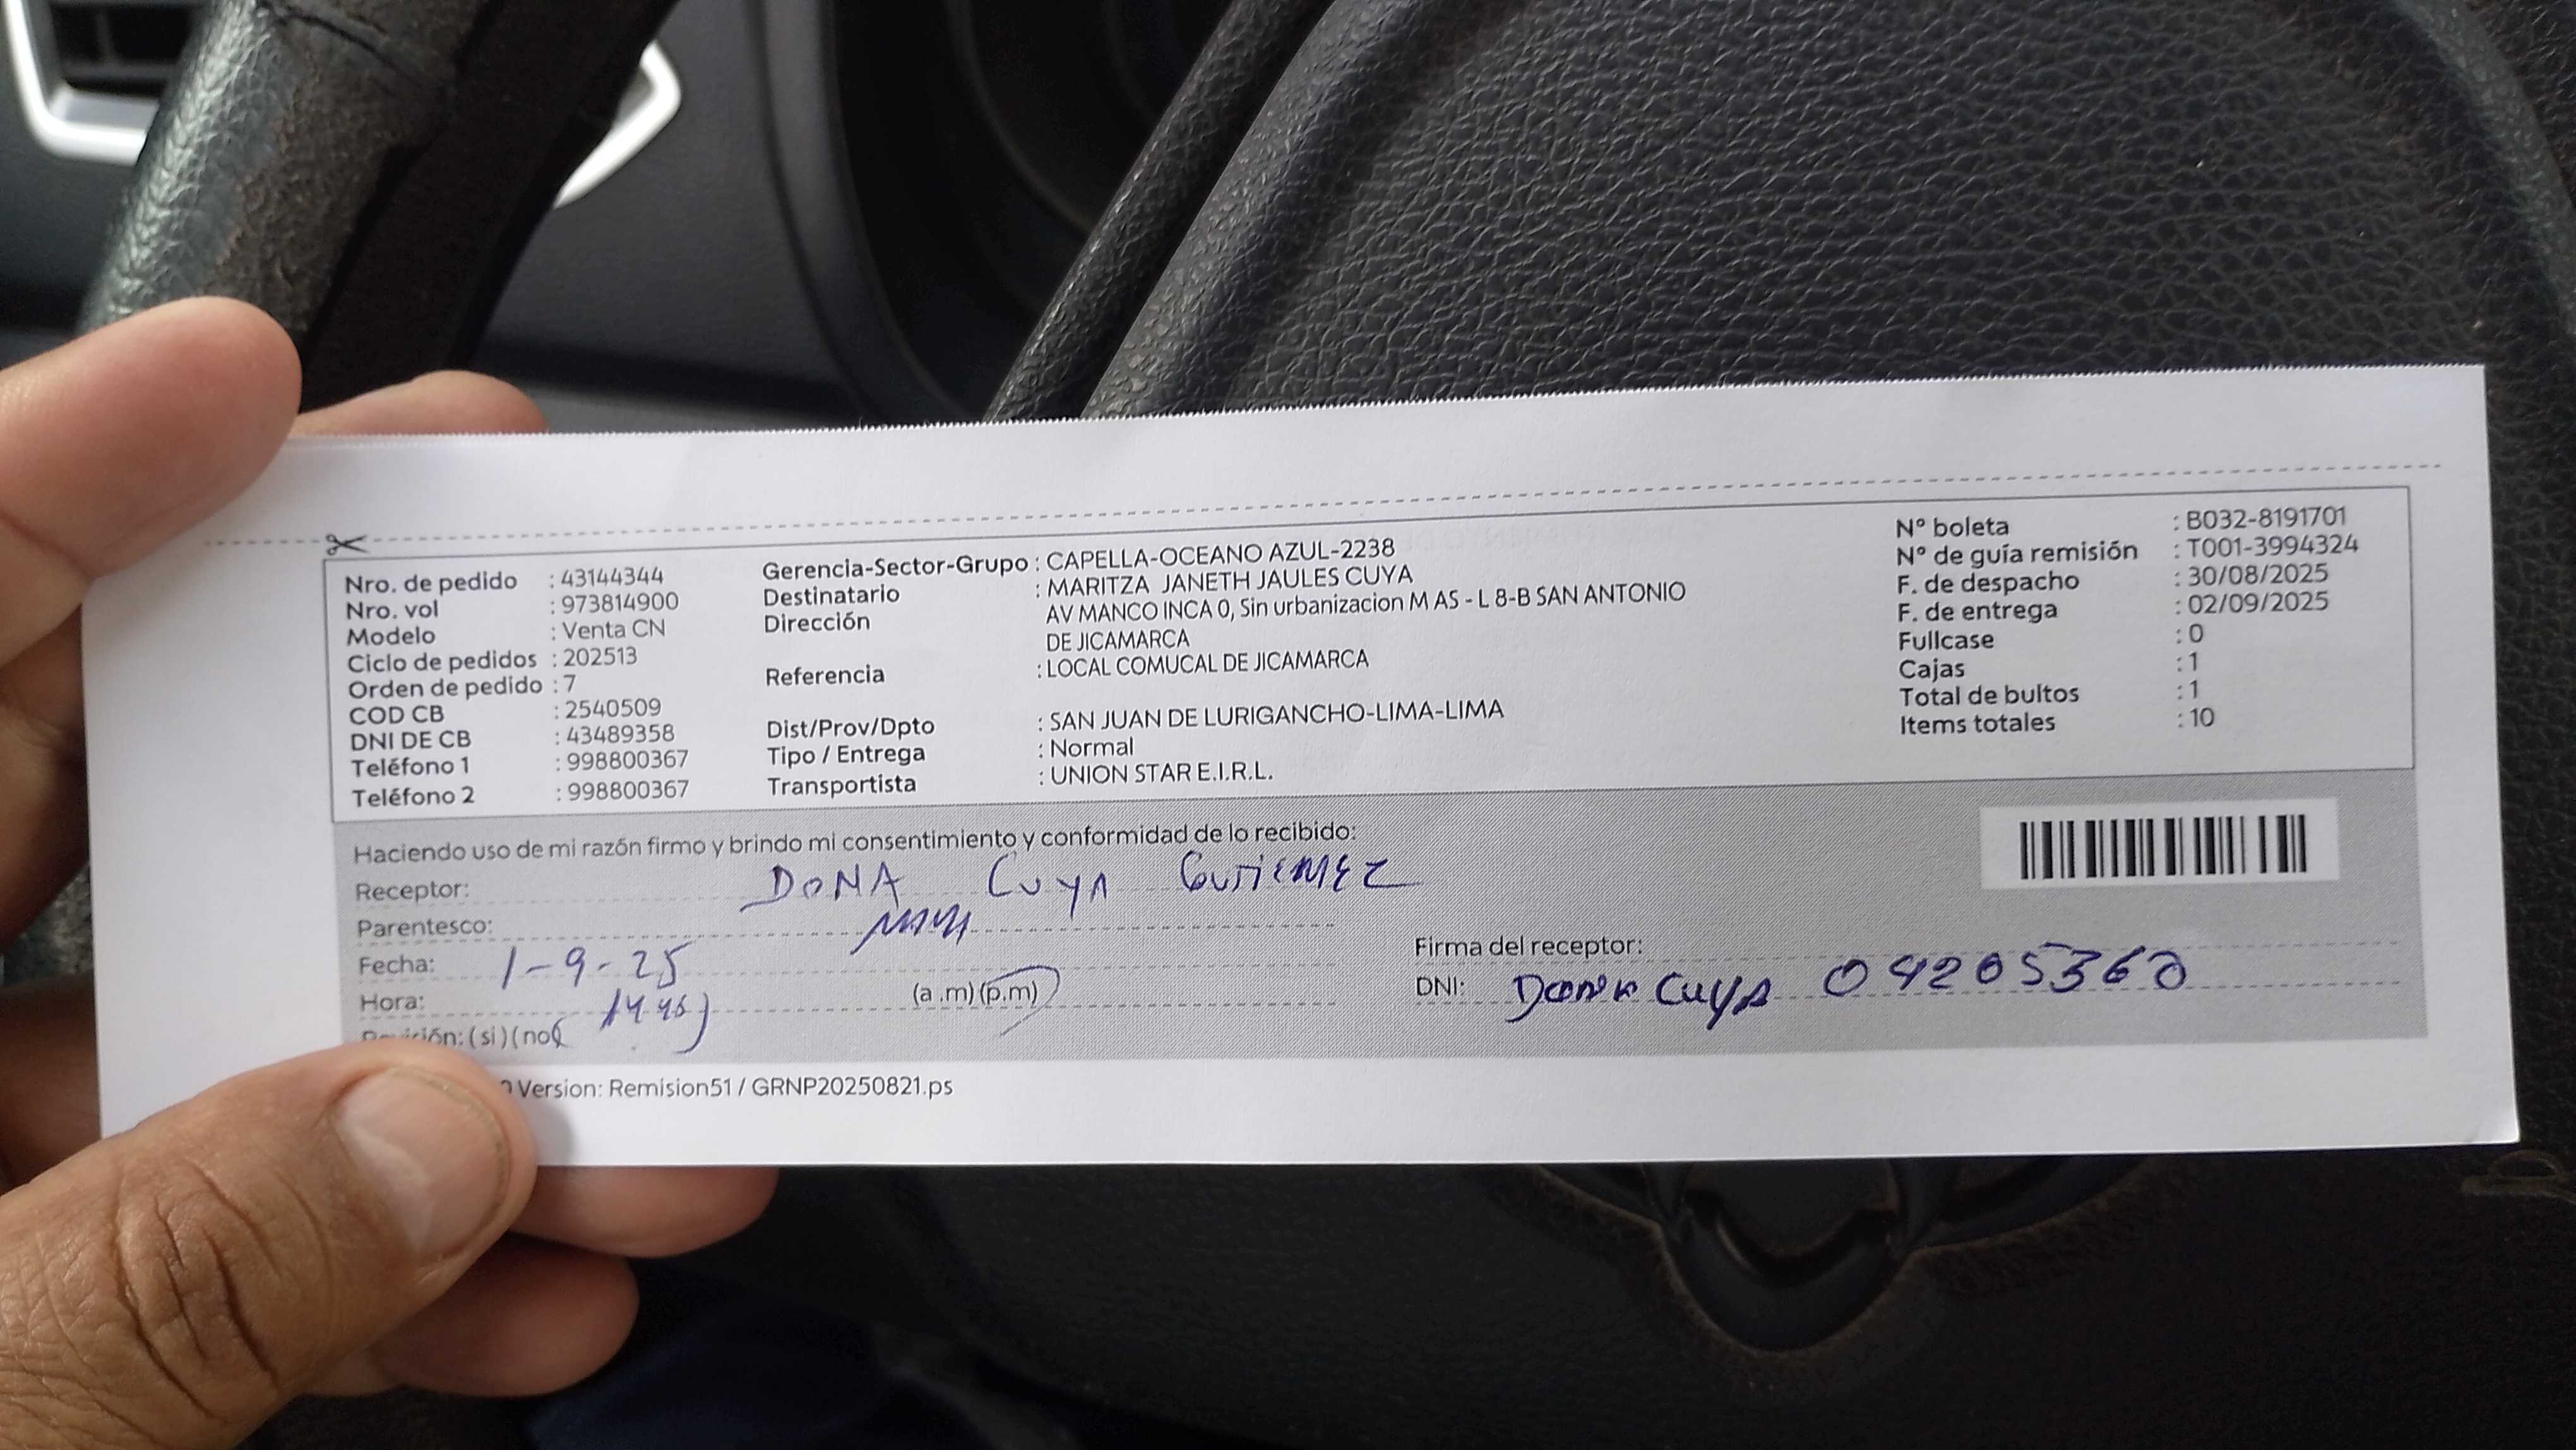 Nro. de pedido : 43144344
Nro. vol : 973814900
Modelo : Venta CN
Ciclo de pedidos : 202513
Orden de pedido : 7
COD CB : 2540509
DNI DE CB : 43489358
Teléfono 1 : 998800367
Teléfono 2 : 998800367
Gerencia-Sector-Grupo : CAPELLA-OCEANO AZUL-2238
Destinatario : MARITZA JANETH JAULES CUYA
Dirección AV MANCO INCA 0, Sin urbanizacion M AS - L 8-B SAN ANTONIO
DE JICAMARCA
Referencia : LOCAL COMUCAL DE JICAMARCA
Dist/Prov/Dpto : SAN JUAN DE LURIGANCHO-LIMA-LIMA
Tipo / Entrega : Normal
Transportista : UNION STAR E.I.R.L.
N° boleta : B032-8191701
N° de guía remisión : T001-3994324
F. de despacho : 30/08/2025
F. de entrega : 02/09/2025
Fullcase : 0
Cajas : 1
Total de bultos : 1
Items totales : 10
Haciendo uso de mi razón firmo y brindo mi consentimiento y conformidad de lo recibido:
Receptor: DONA CUYA
Parentesco:
Fecha: 1-9-25
Hora: (a.m) (p.m)
(si) (no)
Firma del receptor:
DNI: CUYA 04205360
Version: Remision51 / GRNP20250821.ps